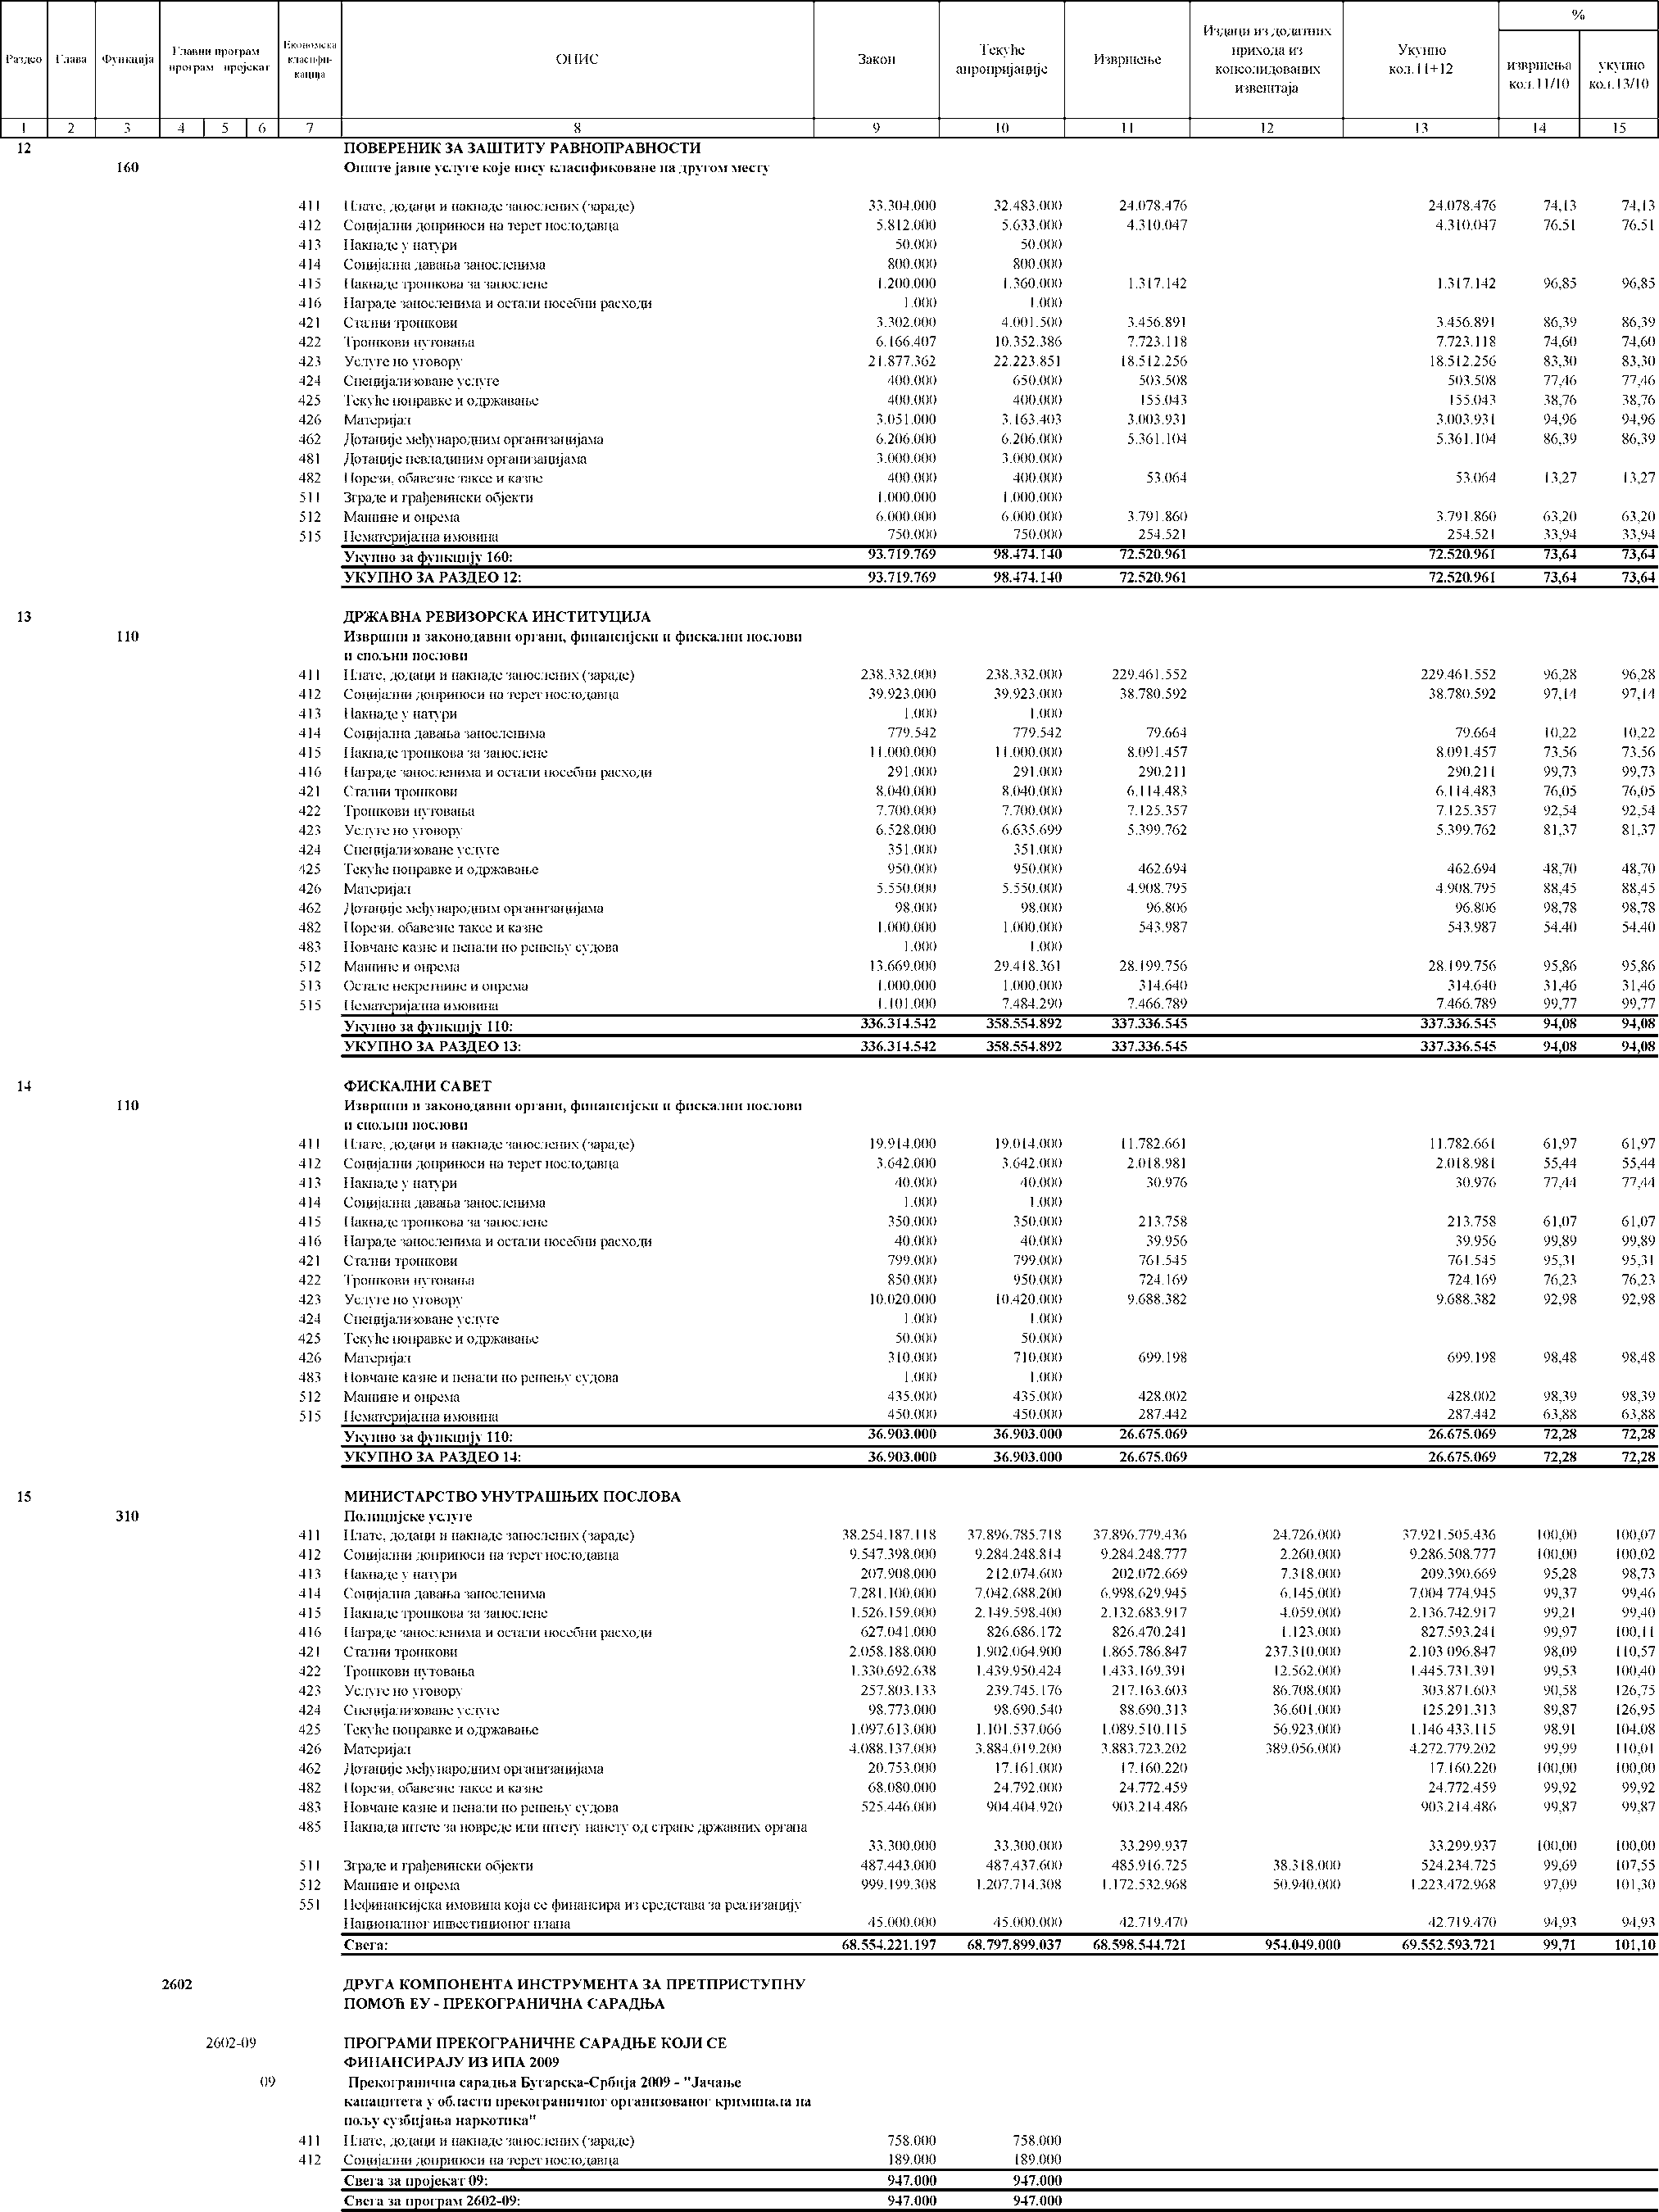 %
Раздео Глава Функција Главни програм програм пројекат Економска класифи- кација ОПИС Закон Текуће апропријације Извршење Издаци из додатних прихода из консолидованих извештаја Укупно кол.11+12 извршења кол.11/10 укупно кол.13/10
1 2 3 4 5 6 7 8 9 10 11 12 13 14 15
12 ПОВЕРЕНИК ЗА ЗАШТИТУ РАВНОПРАВНОСТИ
160 Опште јавне услуге које нису класификоване на другом месту
411 Плате, додаци и накнаде запослених (зараде) 33.304.000 32.483.000 24.078.476 24.078.476 74,13 74,13
412 Социјални доприноси на терет послодавца 5.812.000 5.633.000 4.310.047 4.310.047 76,51 76,51
413 Накнаде у натури 50.000 50.000
414 Социјална давања запосленима 800.000 800.000
415 Накнаде трошкова за запослене 1.200.000 1.360.000 1.317.142 1.317.142 96,85 96,85
416 Награде запосленима и остали посебни расходи 1.000 1.000
421 Стални трошкови 3.302.000 4.001.500 3.456.891 3.456.891 86,39 86,39
422 Трошкови путовања 6.166.407 10.352.386 7.723.118 7.723.118 74,60 74,60
423 Услуге по уговору 21.877.362 22.223.851 18.512.256 18.512.256 83,30 83,30
424 Специјализоване услуге 400.000 650.000 503.508 503.508 77,46 77,46
425 Текуће поправке и одржавање 400.000 400.000 155.043 155.043 38,76 38,76
426 Материјал 3.051.000 3.163.403 3.003.931 3.003.931 94,96 94,96
462 Дотације међународним организацијама 6.206.000 6.206.000 5.361.104 5.361.104 86,39 86,39
481 Дотације невладиним организацијама 3.000.000 3.000.000
482 Порези, обавезне таксе и казне 400.000 400.000 53.064 53.064 13,27 13,27
511 Зграде и грађевински објекти 1.000.000 1.000.000
512 Машине и опрема 6.000.000 6.000.000 3.791.860 3.791.860 63,20 63,20
515 Нематеријална имовина 750.000 750.000 254.521 254.521 33,94 33,94
Укупно за функцију 160: 93.719.769 98.474.140 72.520.961 72.520.961 73,64 73,64
УКУПНО ЗА РАЗДЕО 12: 93.719.769 98.474.140 72.520.961 72.520.961 73,64 73,64
13 ДРЖАВНА РЕВИЗОРСКА ИНСТИТУЦИЈА
110 Извршни и законодавни органи, финансијски и фискални послови
и спољни послови
411 Плате, додаци и накнаде запослених (зараде) 238.332.000 238.332.000 229.461.552 229.461.552 96,28 96,28
412 Социјални доприноси на терет послодавца 39.923.000 39.923.000 38.780.592 38.780.592 97,14 97,14
413 Накнаде у натури 1.000 1.000
414 Социјална давања запосленима 779.542 779.542 79.664 79.664 10,22 10,22
415 Накнаде трошкова за запослене 11.000.000 11.000.000 8.091.457 8.091.457 73,56 73,56
416 Награде запосленима и остали посебни расходи 291.000 291.000 290.211 290.211 99,73 99,73
421 Стални трошкови 8.040.000 8.040.000 6.114.483 6.114.483 76,05 76,05
422 Трошкови путовања 7.700.000 7.700.000 7.125.357 7.125.357 92,54 92,54
423 Услуге по уговору 6.528.000 6.635.699 5.399.762 5.399.762 81,37 81,37
424 Специјализоване услуге 351.000 351.000
425 Текуће поправке и одржавање 950.000 950.000 462.694 462.694 48,70 48,70
426 Материјал 5.550.000 5.550.000 4.908.795 4.908.795 88,45 88,45
462 Дотације међународним организацијама 98.000 98.000 96.806 96.806 98,78 98,78
482 Порези, обавезне таксе и казне 1.000.000 1.000.000 543.987 543.987 54,40 54,40
483 Новчане казне и пенали по решењу судова 1.000 1.000
512 Машине и опрема 13.669.000 29.418.361 28.199.756 28.199.756 95,86 95,86
513 Остале некретнине и опрема 1.000.000 1.000.000 314.640 314.640 31,46 31,46
515 Нематеријална имовина 1.101.000 7.484.290 7.466.789 7.466.789 99,77 99,77
Укупно за функцију 110: 336.314.542 358.554.892 337.336.545 337.336.545 94,08 94,08
УКУПНО ЗА РАЗДЕО 13: 336.314.542 358.554.892 337.336.545 337.336.545 94,08 94,08
14 ФИСКАЛНИ САВЕТ
110 Извршни и законодавни органи, финансијски и фискални послови
и спољни послови
411 Плате, додаци и накнаде запослених (зараде) 19.914.000 19.014.000 11.782.661 11.782.661 61,97 61,97
412 Социјални доприноси на терет послодавца 3.642.000 3.642.000 2.018.981 2.018.981 55,44 55,44
413 Накнаде у натури 40.000 40.000 30.976 30.976 77,44 77,44
414 Социјална давања запосленима 1.000 1.000
415 Накнаде трошкова за запослене 350.000 350.000 213.758 213.758 61,07 61,07
416 Награде запосленима и остали посебни расходи 40.000 40.000 39.956 39.956 99,89 99,89
421 Стални трошкови 799.000 799.000 761.545 761.545 95,31 95,31
422 Трошкови путовања 850.000 950.000 724.169 724.169 76,23 76,23
423 Услуге по уговору 10.020.000 10.420.000 9.688.382 9.688.382 92,98 92,98
424 Специјализоване услуге 1.000 1.000
425 Текуће поправке и одржавање 50.000 50.000
426 Материјал 310.000 710.000 699.198 699.198 98,48 98,48
483 Новчане казне и пенали по решењу судова 1.000 1.000
512 Машине и опрема 435.000 435.000 428.002 428.002 98,39 98,39
515 Нематеријална имовина 450.000 450.000 287.442 287.442 63,88 63,88
Укупно за функцију 110: 36.903.000 36.903.000 26.675.069 26.675.069 72,28 72,28
УКУПНО ЗА РАЗДЕО 14: 36.903.000 36.903.000 26.675.069 26.675.069 72,28 72,28
15 МИНИСТАРСТВО УНУТРАШЊИХ ПОСЛОВА
310 Полицијске услуге
411 Плате, додаци и накнаде запослених (зараде) 38.254.187.118 37.896.785.718 37.896.779.436 24.726.000 37.921.505.436 100,00 100,07
412 Социјални доприноси на терет послодавца 9.547.398.000 9.284.248.814 9.284.248.777 2.260.000 9.286.508.777 100,00 100,02
413 Накнаде у натури 207.908.000 212.074.600 202.072.669 7.318.000 209.390.669 95,28 98,73
414 Социјална давања запосленима 7.281.100.000 7.042.688.200 6.998.629.945 6.145.000 7.004 774.945 99,37 99,46
415 Накнаде трошкова за запослене 1.526.159.000 2.149.598.400 2.132.683.917 4.059.000 2.136.742.917 99,21 99,40
416 Награде запосленима и остали посебни расходи 627.041.000 826.686.172 826.470.241 1.123.000 827.593.241 99,97 100,11
421 Стални трошкови 2.058.188.000 1.902.064.900 1.865.786.847 237.310.000 2.103 096.847 98,09 110,57
422 Трошкови путовања 1.330.692.638 1.439.950.424 1.433.169.391 12.562.000 1.445.731.391 99,53 100,40
423 Услуге по уговору 257.803.133 239.745.176 217.163.603 86.708.000 303.871.603 90,58 126,75
424 Специјализоване услуге 98.773.000 98.690.540 88.690.313 36.601.000 125.291.313 89,87 126,95
425 Текуће поправке и одржавање 1.097.613.000 1.101.537.066 1.089.510.115 56.923.000 1.146 433.115 98,91 104,08
426 Материјал 4.088.137.000 3.884.019.200 3.883.723.202 389.056.000 4.272.779.202 99,99 110,01
462 Дотације међународним организацијама 20.753.000 17.161.000 17.160.220 17.160.220 100,00 100,00
482 Порези, обавезне таксе и казне 68.080.000 24.792.000 24.772.459 24.772.459 99,92 99,92
483 Новчане казне и пенали по решењу судова 525.446.000 904.404.920 903.214.486 903.214.486 99,87 99,87
485 Накнада штете за повреде или штету нанету од стране државних органа
33.300.000 33.300.000 33.299.937 33.299.937 100,00 100,00
511 Зграде и грађевински објекти 487.443.000 487.437.600 485.916.725 38.318.000 524.234.725 99,69 107,55
512 Машине и опрема 999.199.308 1.207.714.308 1.172.532.968 50.940.000 1.223.472.968 97,09 101,30
551 Нефинансијска имовина која се финансира из средстава за реализацију
Националног инвестиционог плана 45.000.000 45.000.000 42.719.470 42.719.470 94,93 94,93
Свега: 68.554.221.197 68.797.899.037 68.598.544.721 954.049.000 69.552.593.721 99,71 101,10
2602 ДРУГА КОМПОНЕНТА ИНСТРУМЕНТА ЗА ПРЕТПРИСТУПНУ
ПОМОЋ ЕУ - ПРЕКОГРАНИЧНА САРАДЊА
2602-09 ПРОГРАМИ ПРЕКОГРАНИЧНЕ САРАДЊЕ КОЈИ СЕ
ФИНАНСИРАЈУ ИЗ ИПА 2009
09 Прекогранична сарадња Бугарска-Србија 2009 - "Јачање
капацитета у области прекограничног организованог криминала на
пољу сузбијања наркотика"
411 Плате, додаци и накнаде запослених (зараде) 758.000 758.000
412 Социјални доприноси на терет послодавца 189.000 189.000
Свега за пројекат 09: 947.000 947.000
Свега за програм 2602-09: 947.000 947.000